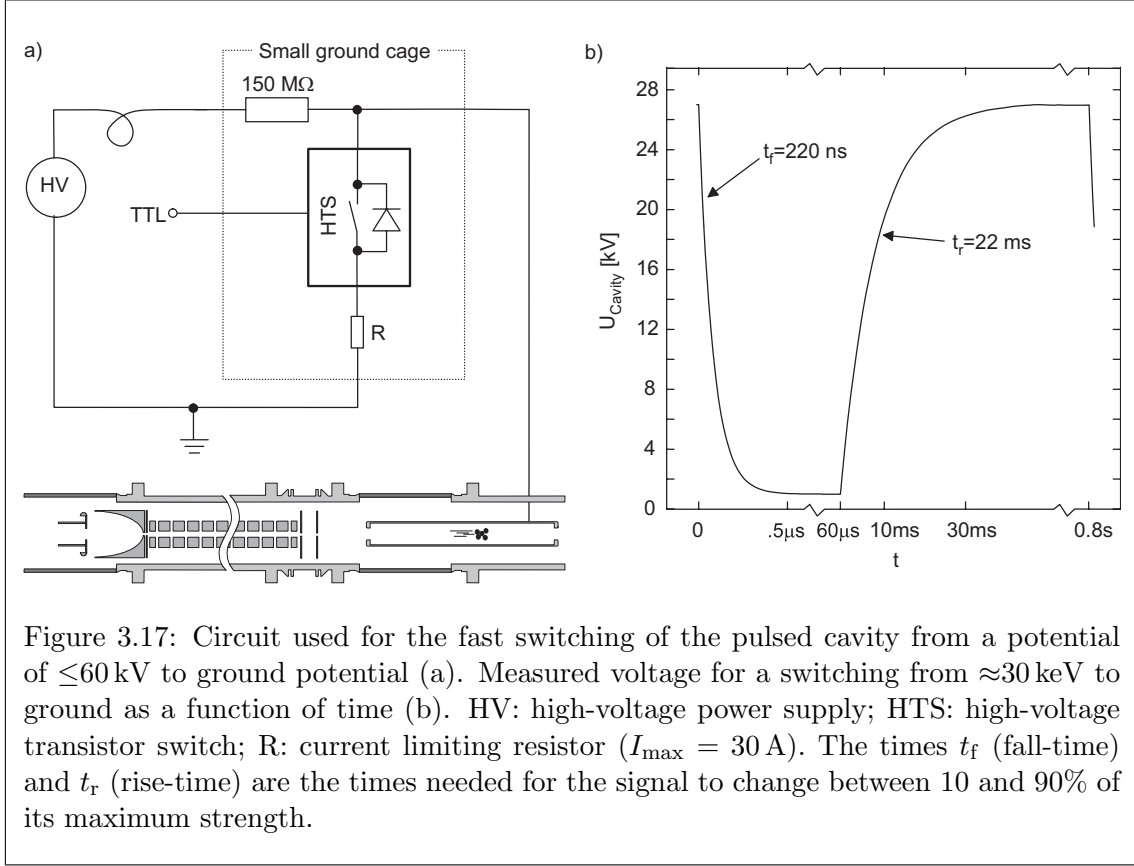 a)
Small ground cage
150 MΩ
HV
TTL
HTS
R
b)
U_Cavity [kV]
28
24
20
16
12
8
4
0
t_f=220 ns
t_r=22 ms
0
.5µs
60µs
10ms
30ms
0.8s
t
Figure 3.17: Circuit used for the fast switching of the pulsed cavity from a potential
of ≤60 kV to ground potential (a). Measured voltage for a switching from ≈30 keV to
ground as a function of time (b). HV: high-voltage power supply; HTS: high-voltage
transistor switch; R: current limiting resistor (I_max = 30 A). The times t_f (fall-time)
and t_r (rise-time) are the times needed for the signal to change between 10 and 90% of
its maximum strength.